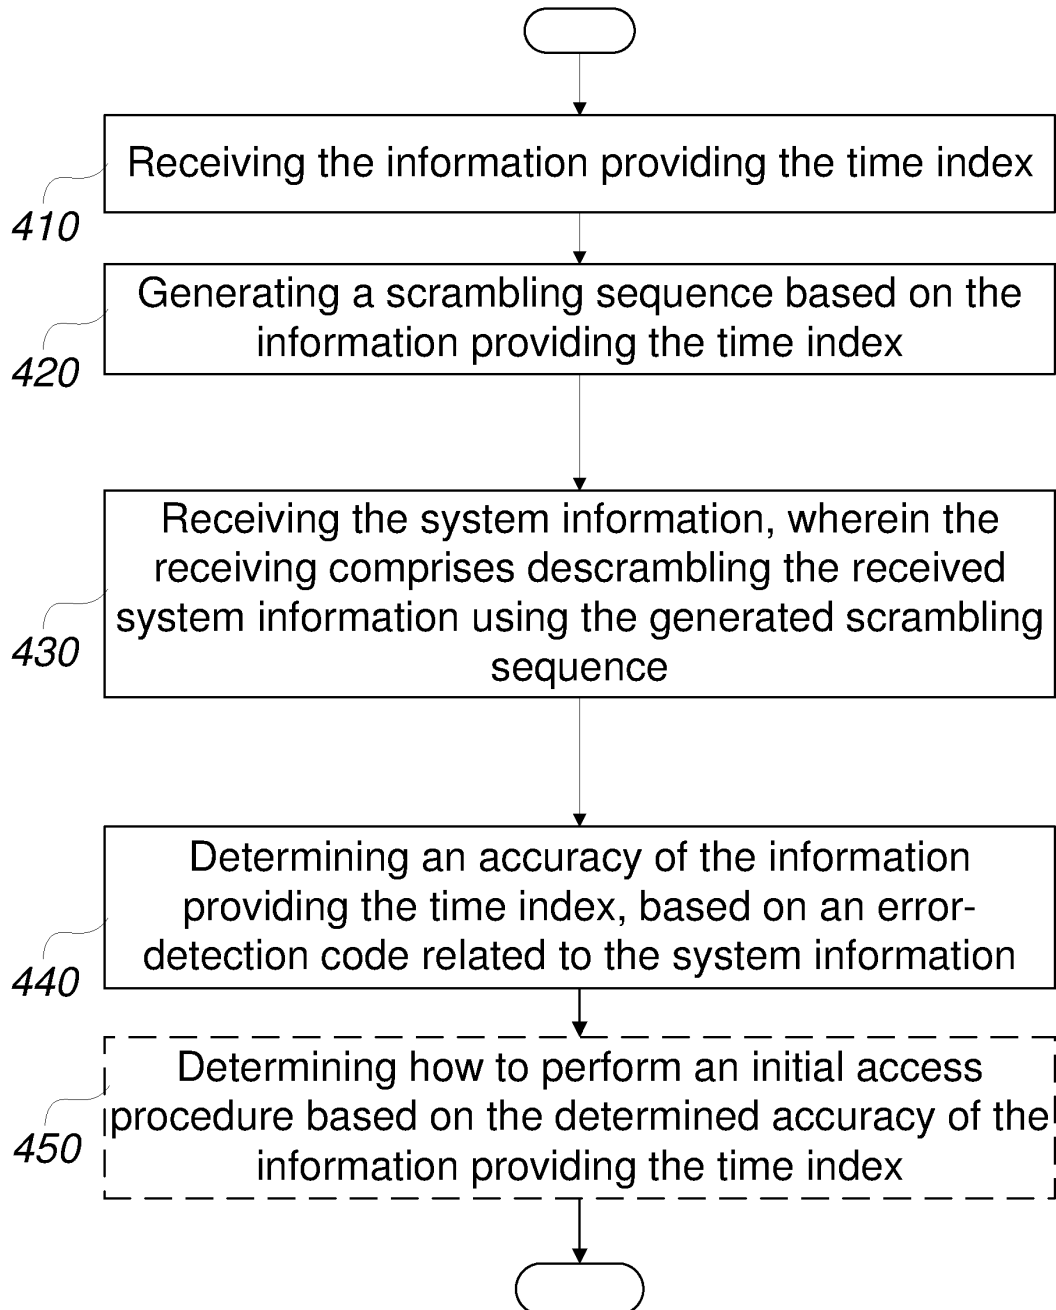 Receiving the information providing the time index
410
Generating a scrambling sequence based on the
information providing the time index
420
Receiving the system information, wherein the
receiving comprises descrambling the received
system information using the generated scrambling
sequence
430
Determining an accuracy of the information
providing the time index, based on an error-
detection code related to the system information
440
Determining how to perform an initial access
procedure based on the determined accuracy of the
information providing the time index
450